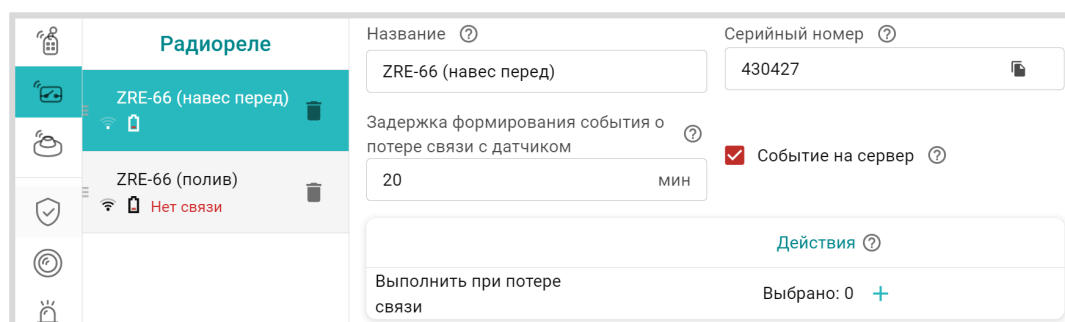 Радиореле
ZRE-66 (навес перед)
ZRE-66 (полив)
Нет связи
Название
ZRE-66 (навес перед)
Серийный номер
430427
Задержка формирования события о
потере связи с датчиком
20 мин
Событие на сервер
Действия
Выполнить при потере
связи
Выбрано: 0 +